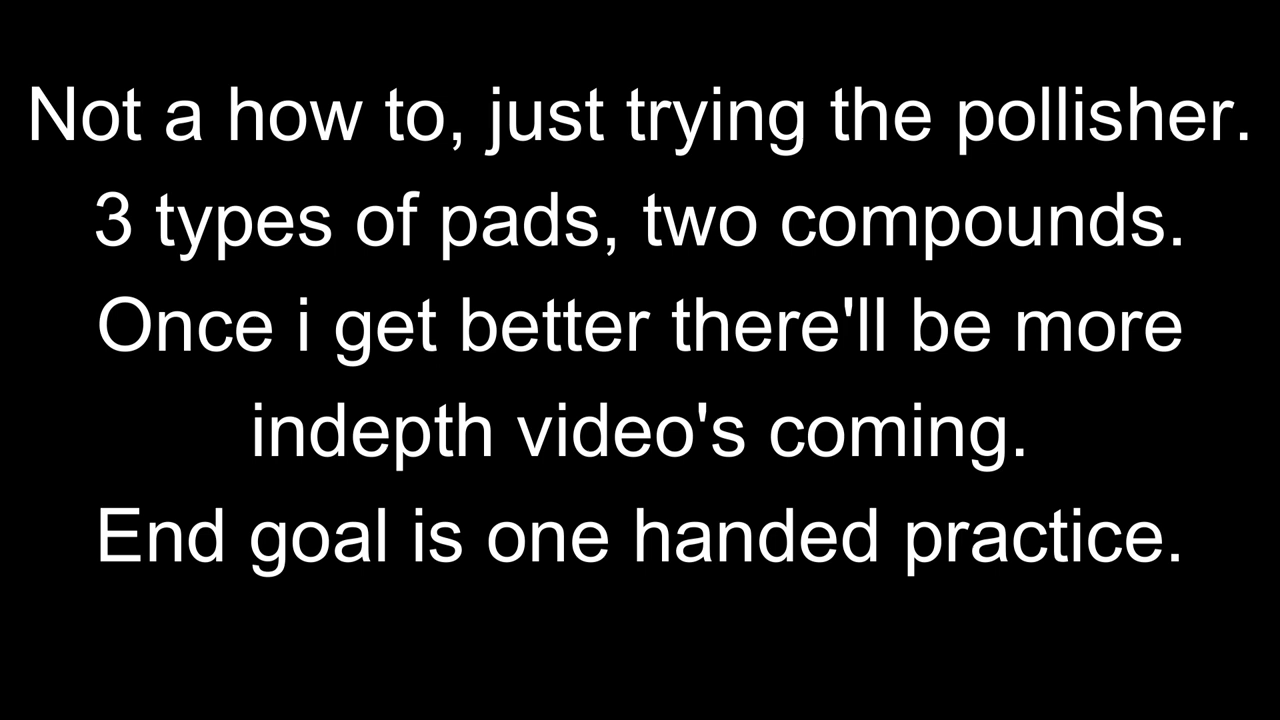 Not a how to, just trying the pollisher.
3 types of pads, two compounds.
Once i get better there'll be more
indepth video's coming.
End goal is one handed practice.